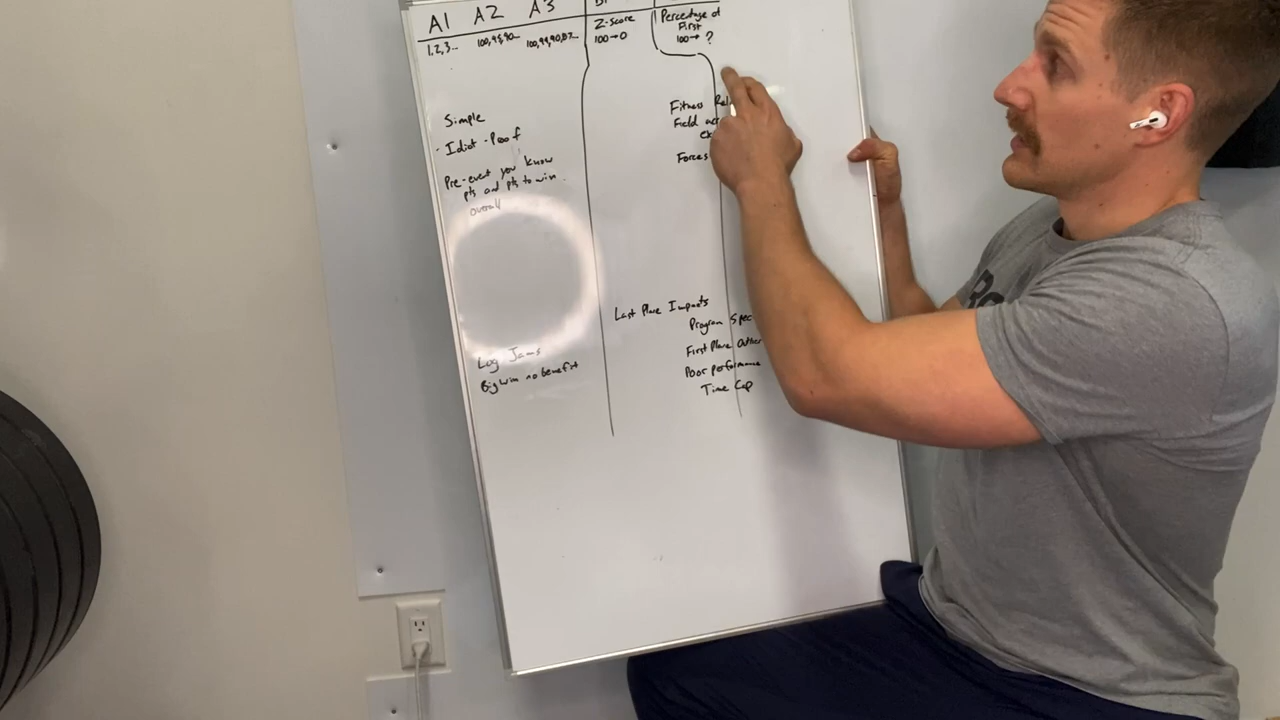 A1 A2 A3
1,2,3...
100,95,90...
100,94,90,87...
Z-score
100→0
Percentage of
First
100→ ?
Simple
- Idiot-Proof
Pre-event you know
pts and pts to win
overall
Log Jams
Big win no benefit
Fitness
Field
Forces
Last Place Impacts
Program Spec
First Place
Poor performance
Time Cap